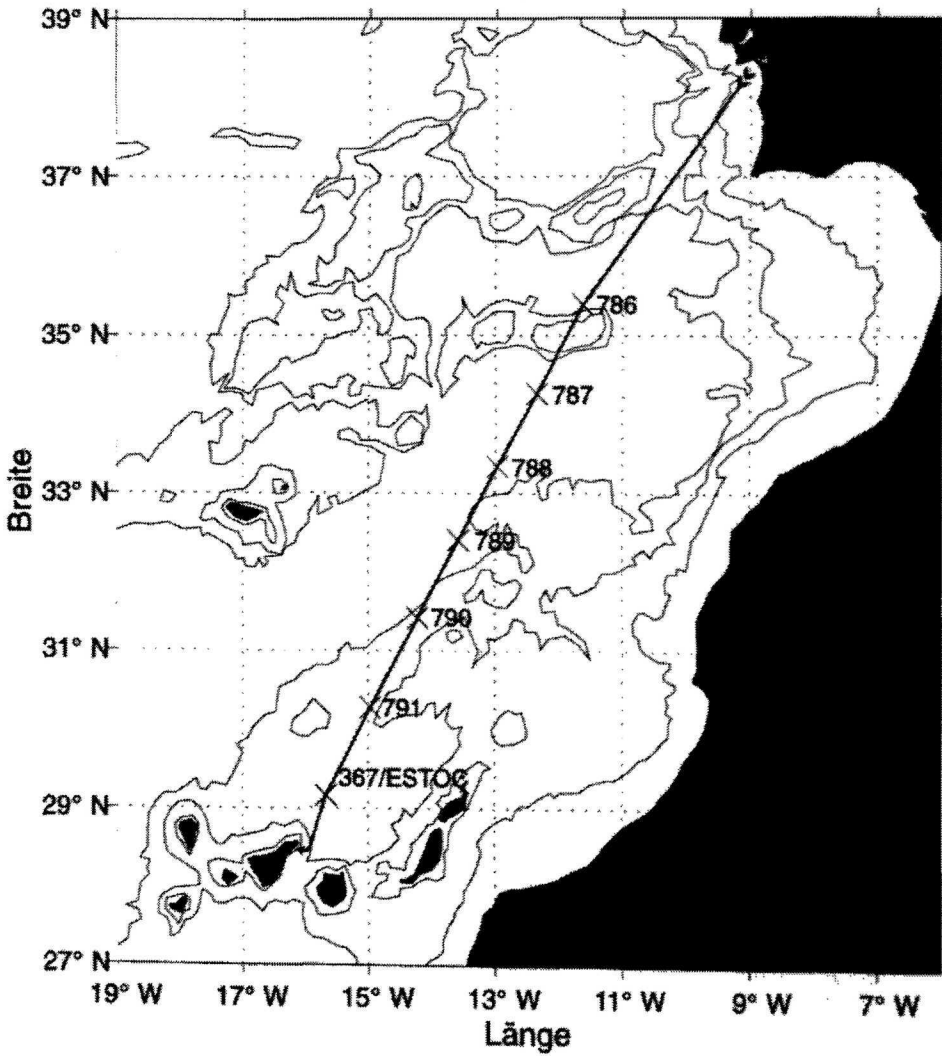 39° N
37° N
35° N
33° N
31° N
29° N
27° N
Breite
786
787
788
789
790
791
367/ESTOC
19° W 17° W 15° W 13° W 11° W 9° W 7° W
Länge